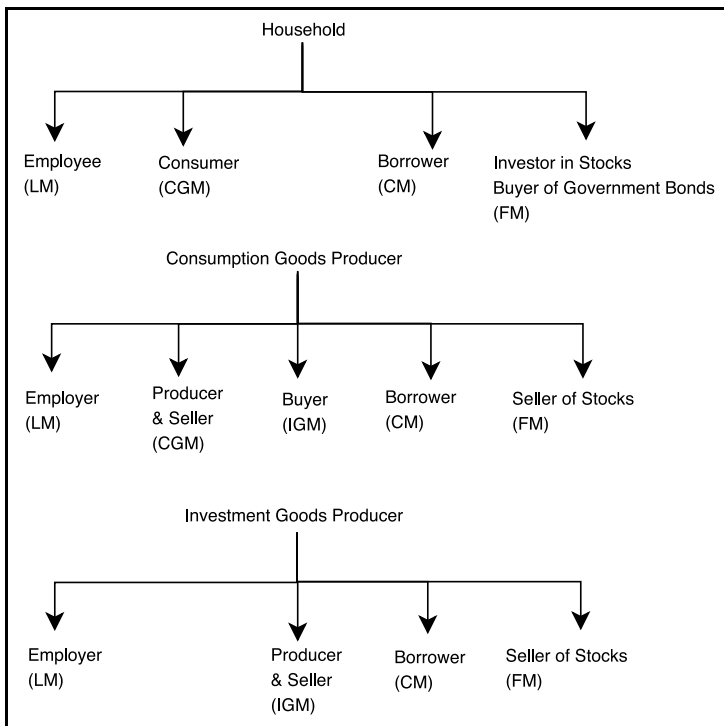 Household
Employee
(LM)
Consumer
(CGM)
Borrower
(CM)
Investor in Stocks
Buyer of Government Bonds
(FM)
Consumption Goods Producer
Employer
(LM)
Producer
& Seller
(CGM)
Buyer
(IGM)
Borrower
(CM)
Seller of Stocks
(FM)
Investment Goods Producer
Employer
(LM)
Producer
& Seller
(IGM)
Borrower
(CM)
Seller of Stocks
(FM)